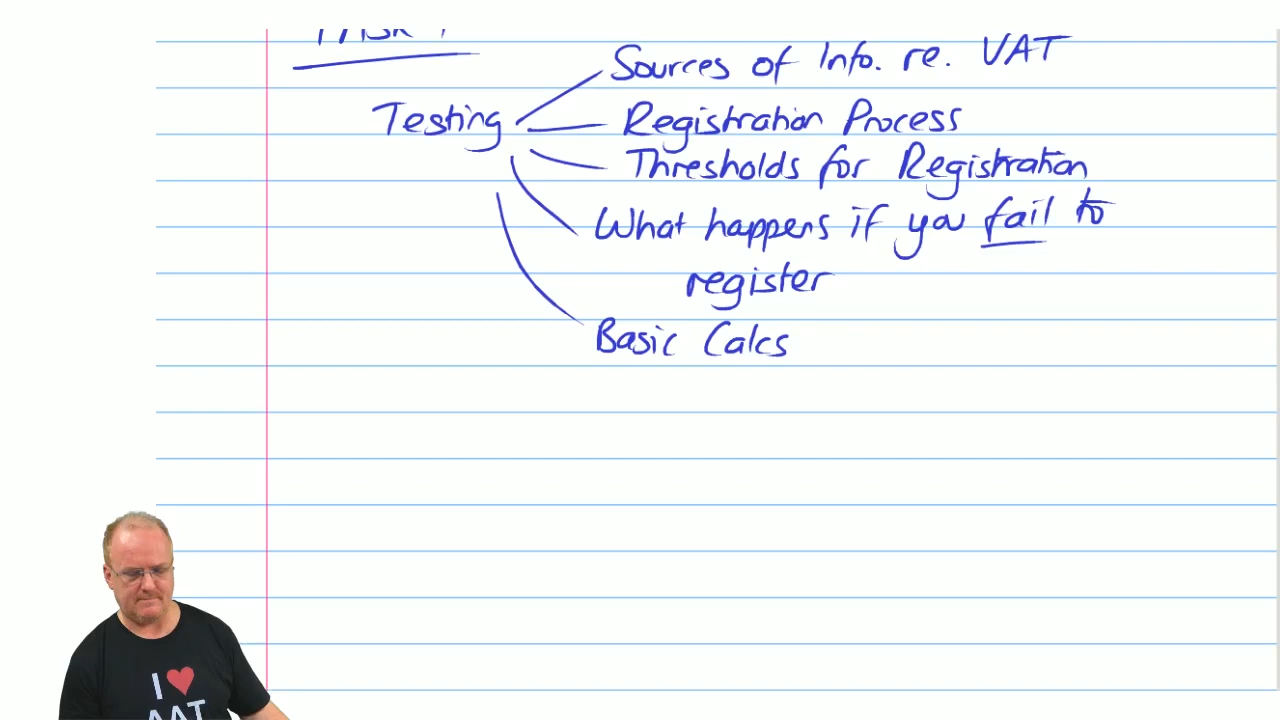 Sources of Info. re. VAT
Testing
Registration Process
Thresholds for Registration
What happens if you fail to
register
Basic Calcs
I ❤
AAT